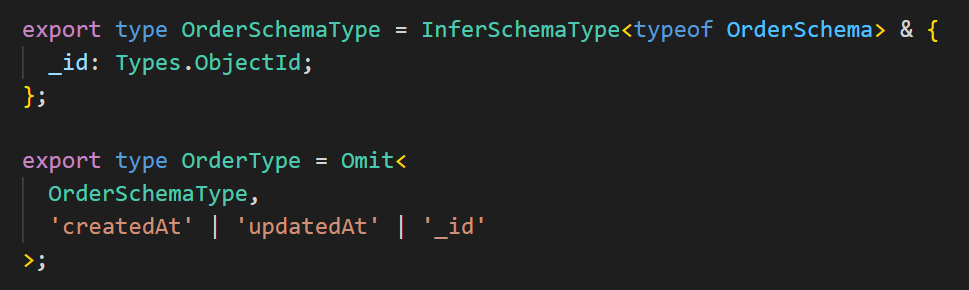 export type OrderSchemaType = InferSchemaType<typeof OrderSchema> & {
  _id: Types.ObjectId;
};

export type OrderType = Omit<
  OrderSchemaType,
  'createdAt' | 'updatedAt' | '_id'
>;